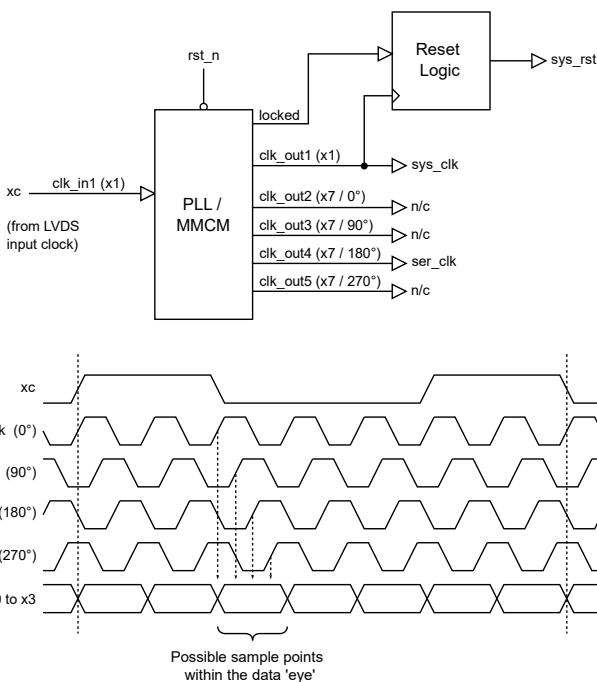 rst_n
Reset
Logic
sys_rst
locked
clk_out1 (x1)
sys_clk
xc
clk_in1 (x1)
(from LVDS
input clock)
PLL /
MMCM
clk_out2 (x7 / 0°)
n/c
clk_out3 (x7 / 90°)
n/c
clk_out4 (x7 / 180°)
ser_clk
clk_out5 (x7 / 270°)
n/c
xc
(0°)
(90°)
(180°)
(270°)
to x3
Possible sample points
within the data 'eye'